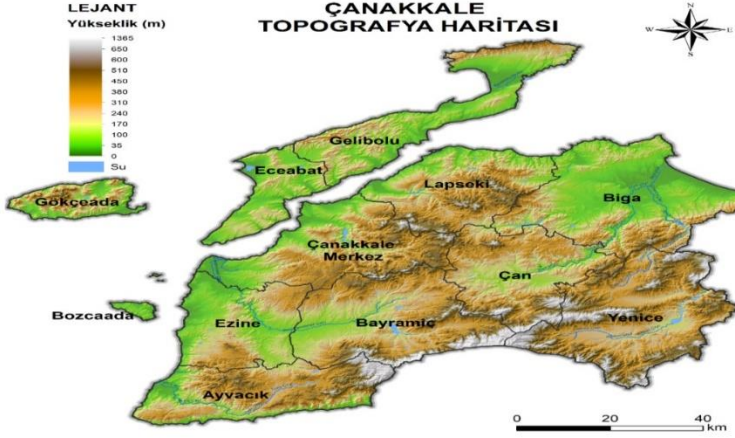 LEJANT
Yükseklik (m)
1365
650
600
510
450
380
310
240
170
100
35
0
Su
ÇANAKKALE
TOPOGRAFYA HARİTASI
N
W
E
S
Gelibolu
Eceabat
Lapseki
Biga
Gökçeada
Çanakkale
Merkez
Çan
Bozcaada
Ezine
Bayramiç
Yenice
Ayvacık
0
20
40
km